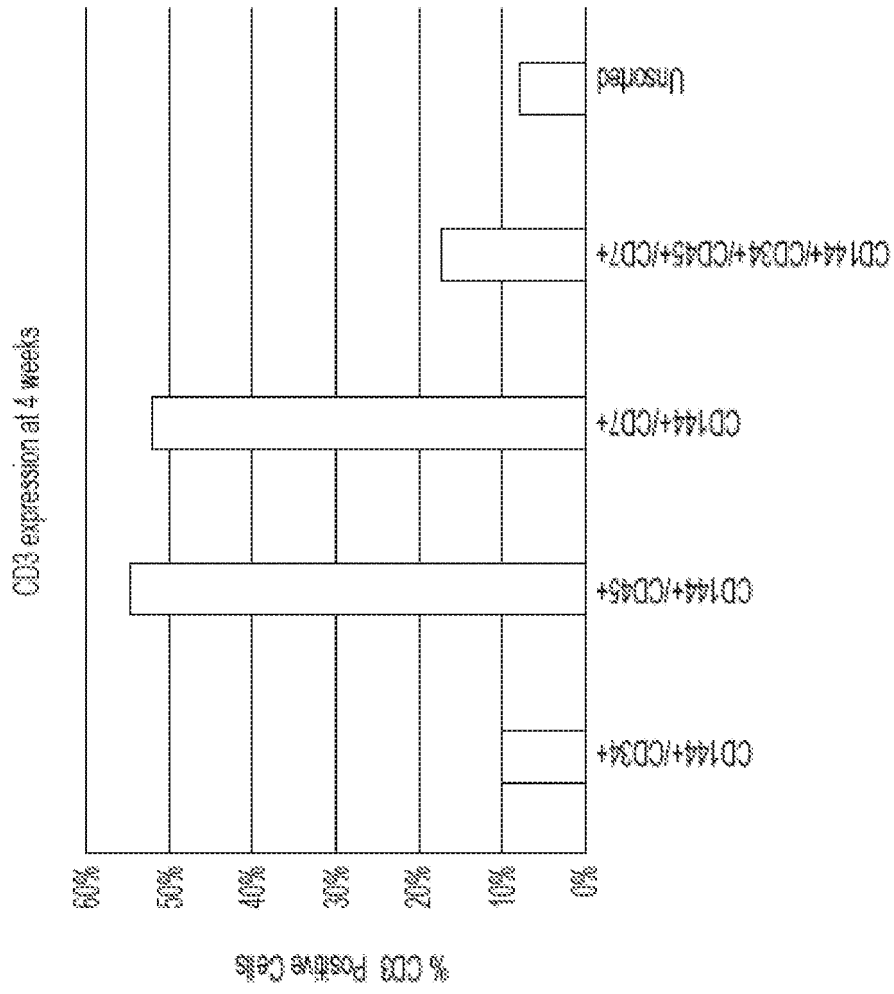 CD3 expression at 4 weeks
% CD3 Positive Cells
60%
50%
40%
30%
20%
10%
0%
CD144+/CD34+
CD144+/CD45+
CD144+/CD7+
CD144+/CD34+/CD45+/CD7+
Unsorted